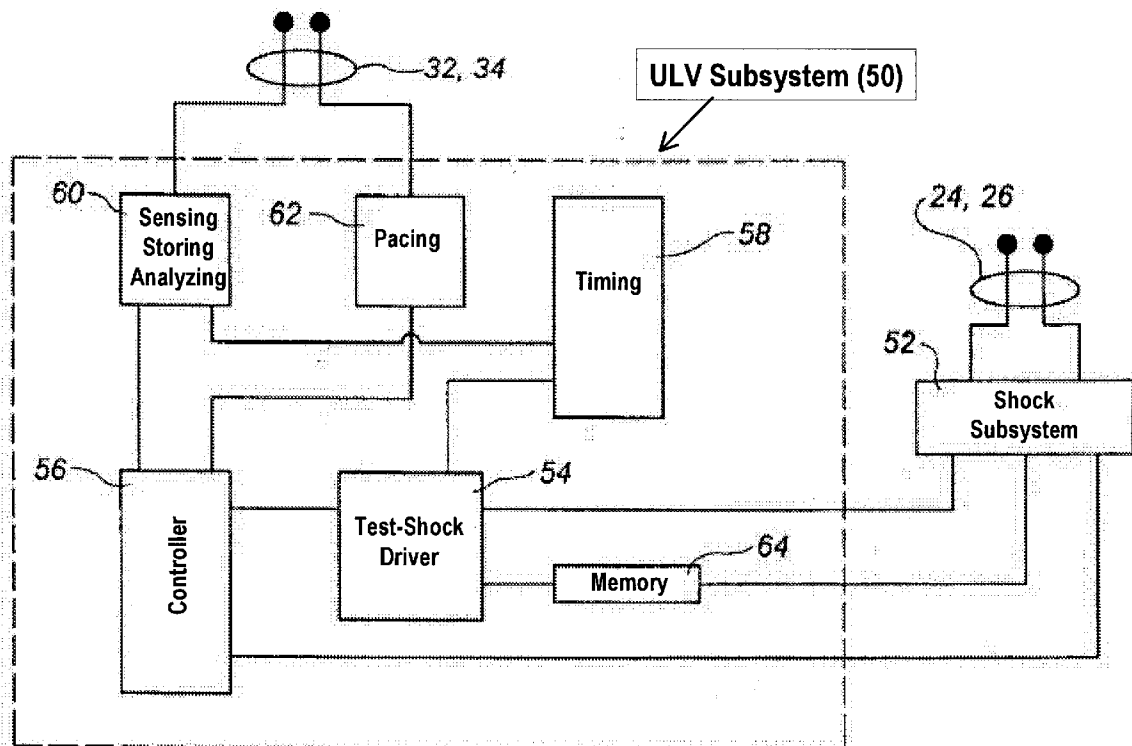 32, 34
ULV Subsystem (50)
60
Sensing
Storing
Analyzing
62
Pacing
Timing
58
24, 26
52
Shock
Subsystem
56
Controller
Test-Shock
Driver
54
Memory
64